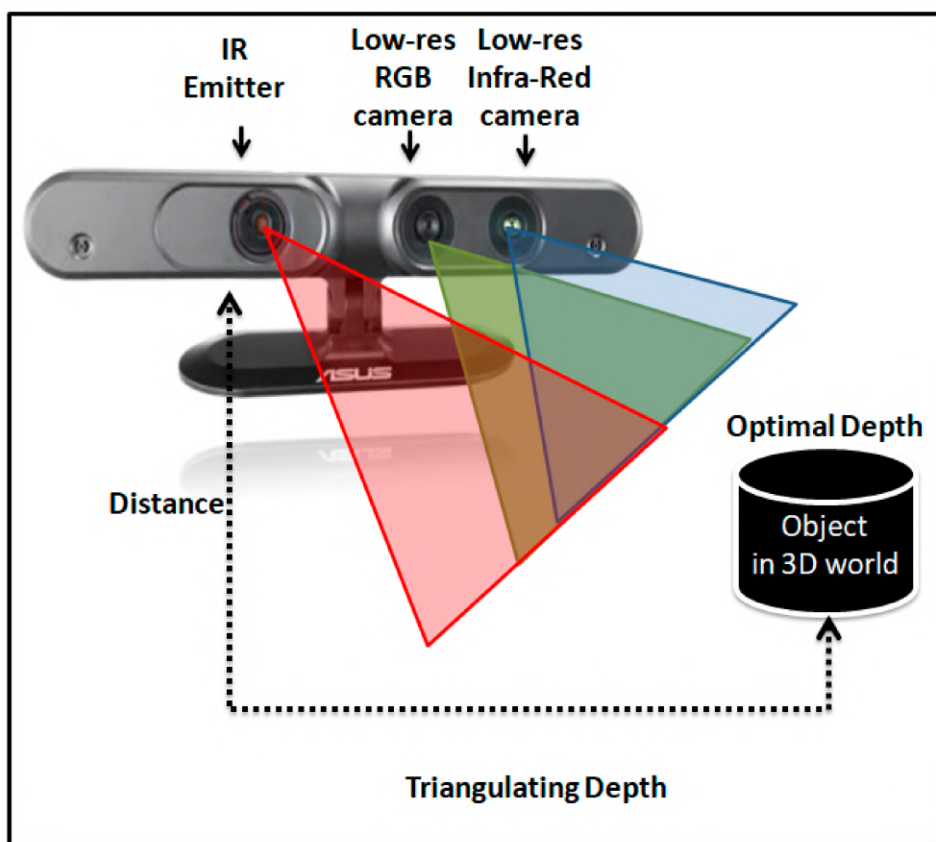 IR
Emitter
Low-res
RGB
camera
Low-res
Infra-Red
camera
ASUS
Optimal Depth
Distance
Object
in 3D world
Triangulating Depth